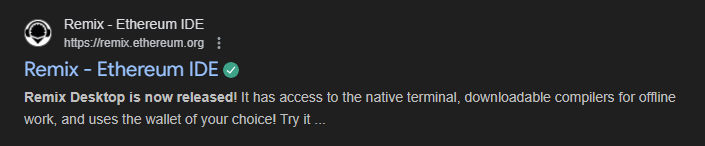 Remix - Ethereum IDE
https://remix.ethereum.org
Remix - Ethereum IDE
Remix Desktop is now released! It has access to the native terminal, downloadable compilers for offline
work, and uses the wallet of your choice! Try it ...